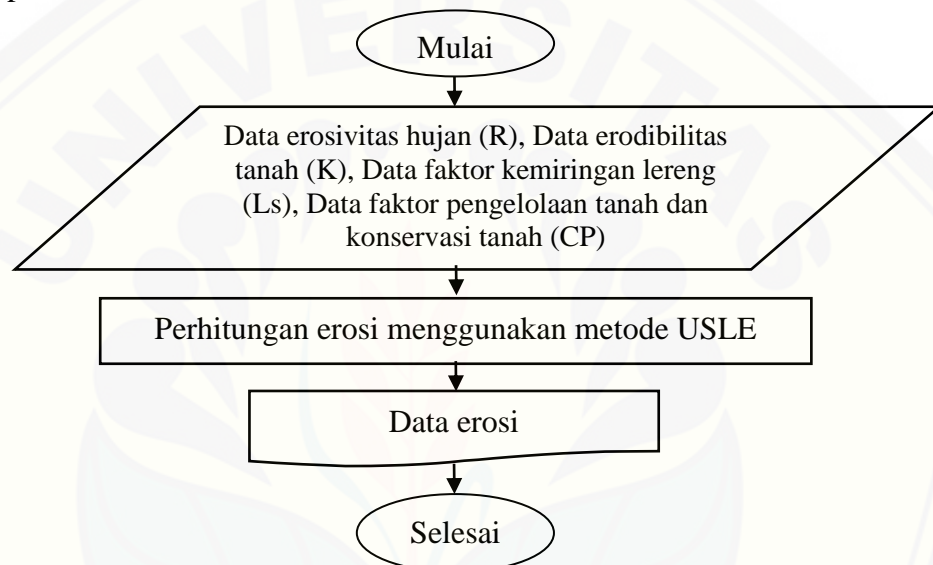 Mulai
Data erosivitas hujan (R), Data erodibilitas
tanah (K), Data faktor kemiringan lereng
(Ls), Data faktor pengelolaan tanah dan
konservasi tanah (CP)
Perhitungan erosi menggunakan metode USLE
Data erosi
Selesai
UNIVERSITAS